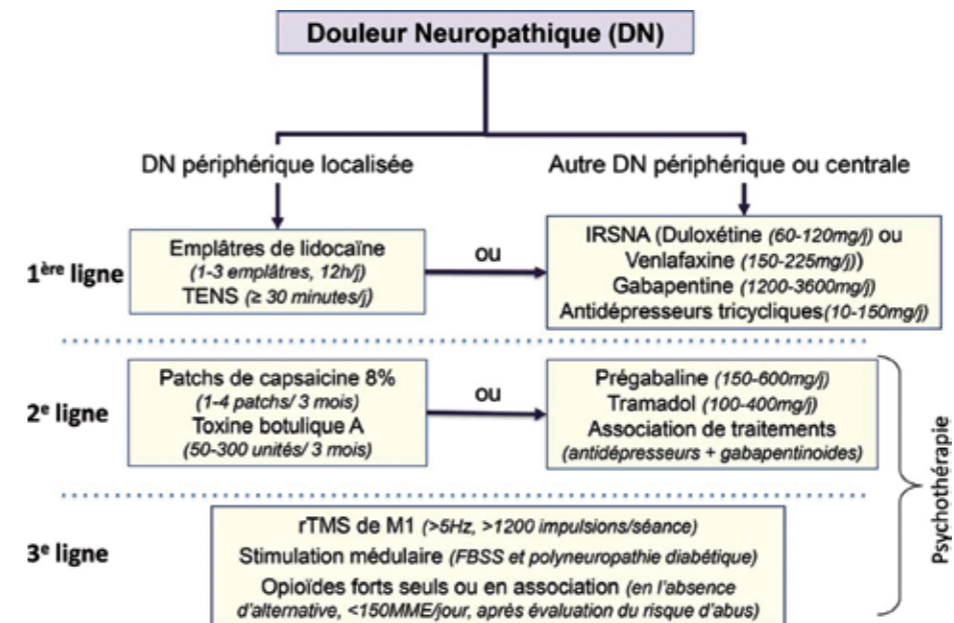 Douleur Neuropathique (DN)
DN périphérique localisée
Autre DN périphérique ou centrale
1ère ligne
Emplâtres de lidocaïne
(1-3 emplâtres, 12h/j)
TENS (≥ 30 minutes/j)
ou
IRSNA (Duloxétine (60-120mg/j) ou
Venlafaxine (150-225mg/j))
Gabapentine (1200-3600mg/j)
Antidépresseurs tricycliques(10-150mg/j)
2e ligne
Patchs de capsaicine 8%
(1-4 patchs/ 3 mois)
Toxine botulique A
(50-300 unités/ 3 mois)
ou
Prégabaline (150-600mg/j)
Tramadol (100-400mg/j)
Association de traitements
(antidépresseurs + gabapentinoides)
3e ligne
rTMS de M1 (>5Hz, >1200 impulsions/séance)
Stimulation médulaire (FBSS et polyneuropathie diabétique)
Opioïdes forts seuls ou en association (en l'absence
d'alternative, <150MME/jour, après évaluation du risque d'abus)
Psychothérapie